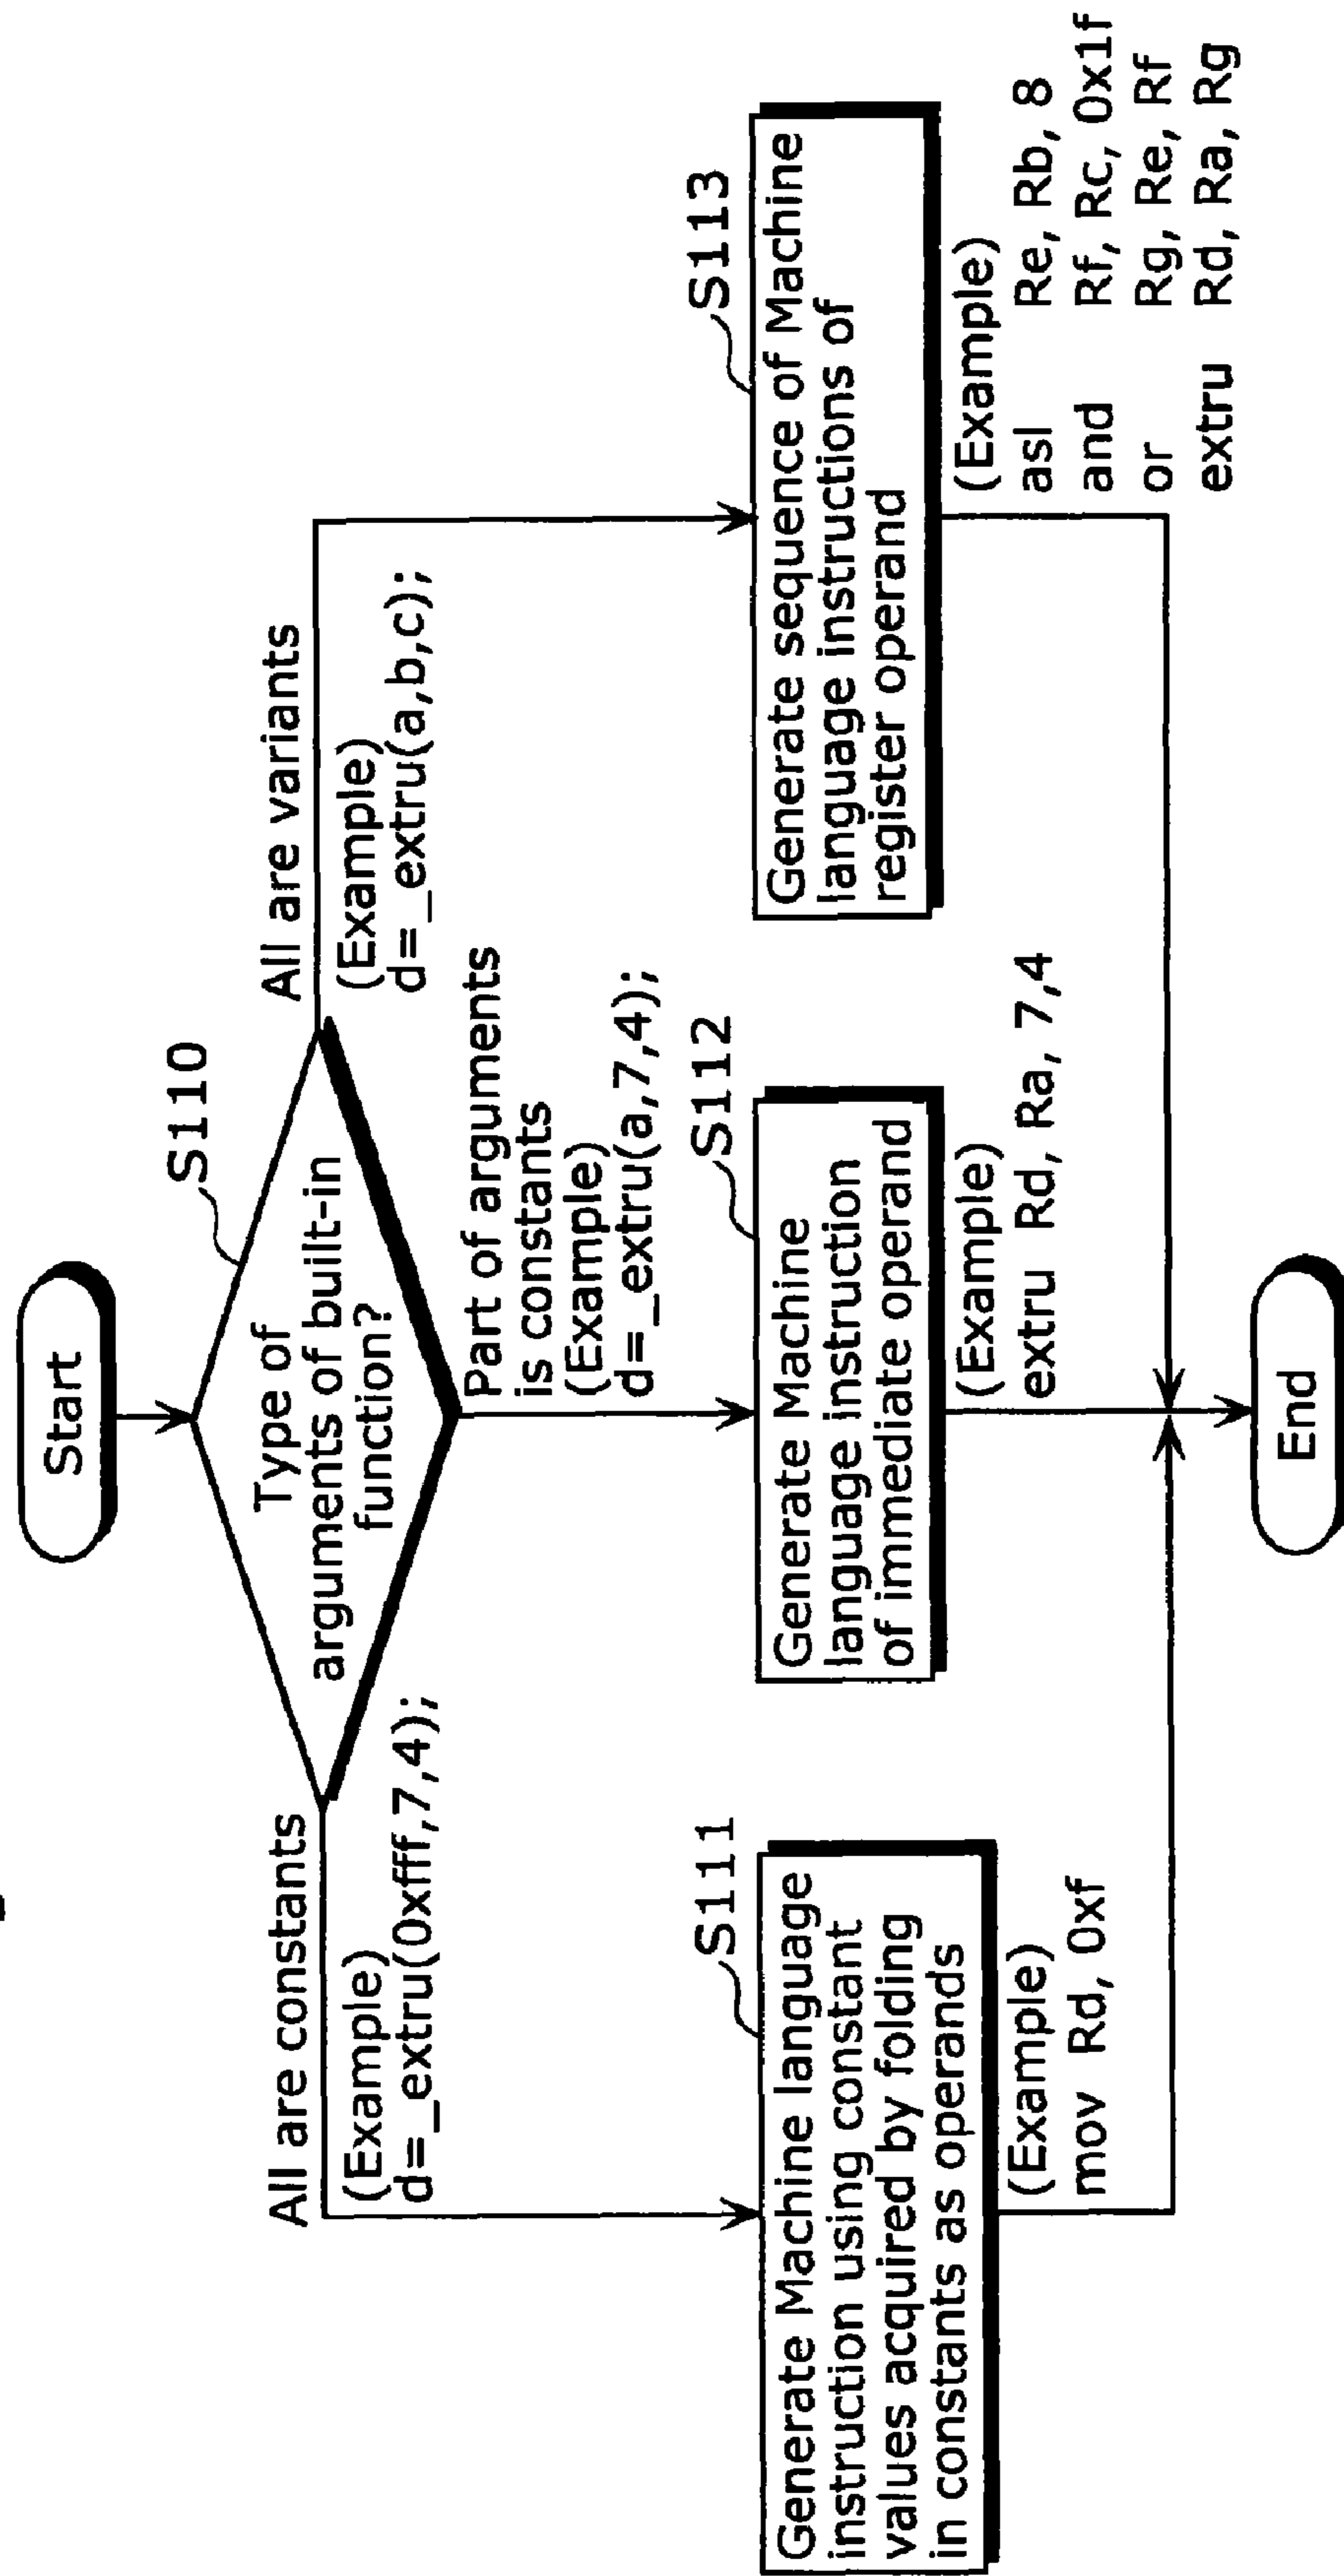 Start
S110
Type of
arguments of built-in
function?
All are constants
(Example)
d=_extru(0xfff,7,4);
Part of arguments
is constants
(Example)
d=_extru(a,7,4);
All are variants
(Example)
d=_extru(a,b,c);
S111
Generate Machine language
instruction using constant
values acquired by folding
in constants as operands
(Example)
mov Rd, 0xf
S112
Generate Machine
language instruction
of immediate operand
(Example)
extru Rd, Ra, 7,4
S113
Generate sequence of Machine
language instructions of
register operand
(Example)
asl Re, Rb, 8
and Rf, Rc, 0x1f
or Rg, Re, Rf
extru Rd, Ra, Rg
End